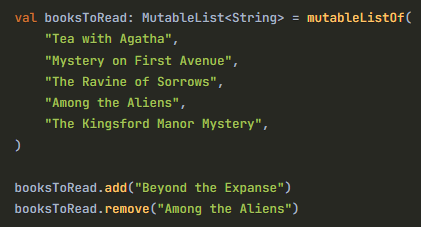 val booksToRead: MutableList<String> = mutableListOf(
    "Tea with Agatha",
    "Mystery on First Avenue",
    "The Ravine of Sorrows",
    "Among the Aliens",
    "The Kingsford Manor Mystery",
)

booksToRead.add("Beyond the Expanse")
booksToRead.remove("Among the Aliens")